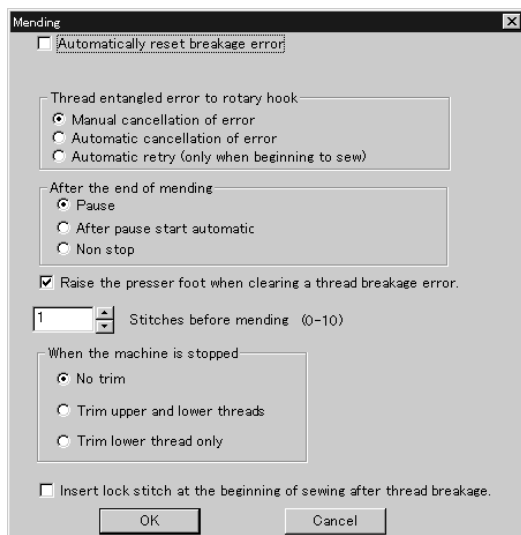 Mending
Automatically reset breakage error
Thread entangled error to rotary hook
Manual cancellation of error
Automatic cancellation of error
Automatic retry (only when beginning to sew)
After the end of mending
Pause
After pause start automatic
Non stop
Raise the presser foot when clearing a thread breakage error.
1 Stitches before mending (0-10)
When the machine is stopped
No trim
Trim upper and lower threads
Trim lower thread only
Insert lock stitch at the beginning of sewing after thread breakage.
OK Cancel